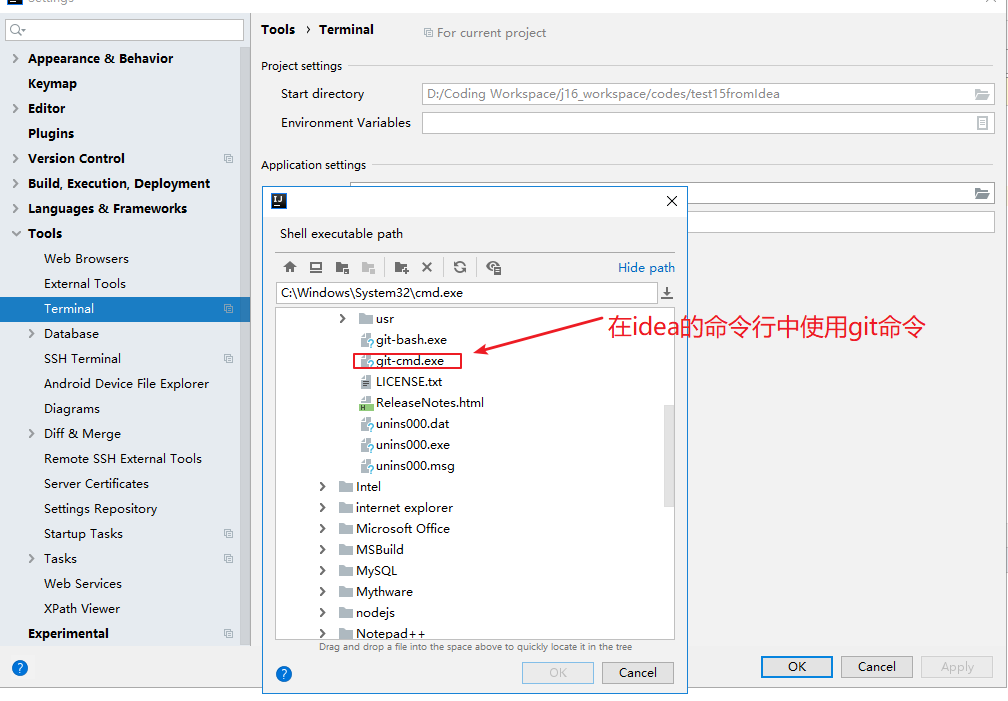 Settings
Tools › Terminal
For current project
Appearance & Behavior
Keymap
Editor
Plugins
Version Control
Build, Execution, Deployment
Languages & Frameworks
Tools
Web Browsers
External Tools
Terminal
Database
SSH Terminal
Android Device File Explorer
Diagrams
Diff & Merge
Remote SSH External Tools
Server Certificates
Settings Repository
Startup Tasks
Tasks
Web Services
XPath Viewer
Experimental
Project settings
Start directory D:/Coding Workspace/j16_workspace/codes/test15fromIdea
Environment Variables
Application settings
Shell executable path
Hide path
C:\Windows\System32\cmd.exe
usr
git-bash.exe
git-cmd.exe
LICENSE.txt
ReleaseNotes.html
unins000.dat
unins000.exe
unins000.msg
Intel
internet explorer
Microsoft Office
MSBuild
MySQL
Mythware
nodejs
Notepad++
在idea的命令行中使用git命令
Drag and drop a file into the space above to quickly locate it in the tree
OK
Cancel
OK
Cancel
Apply